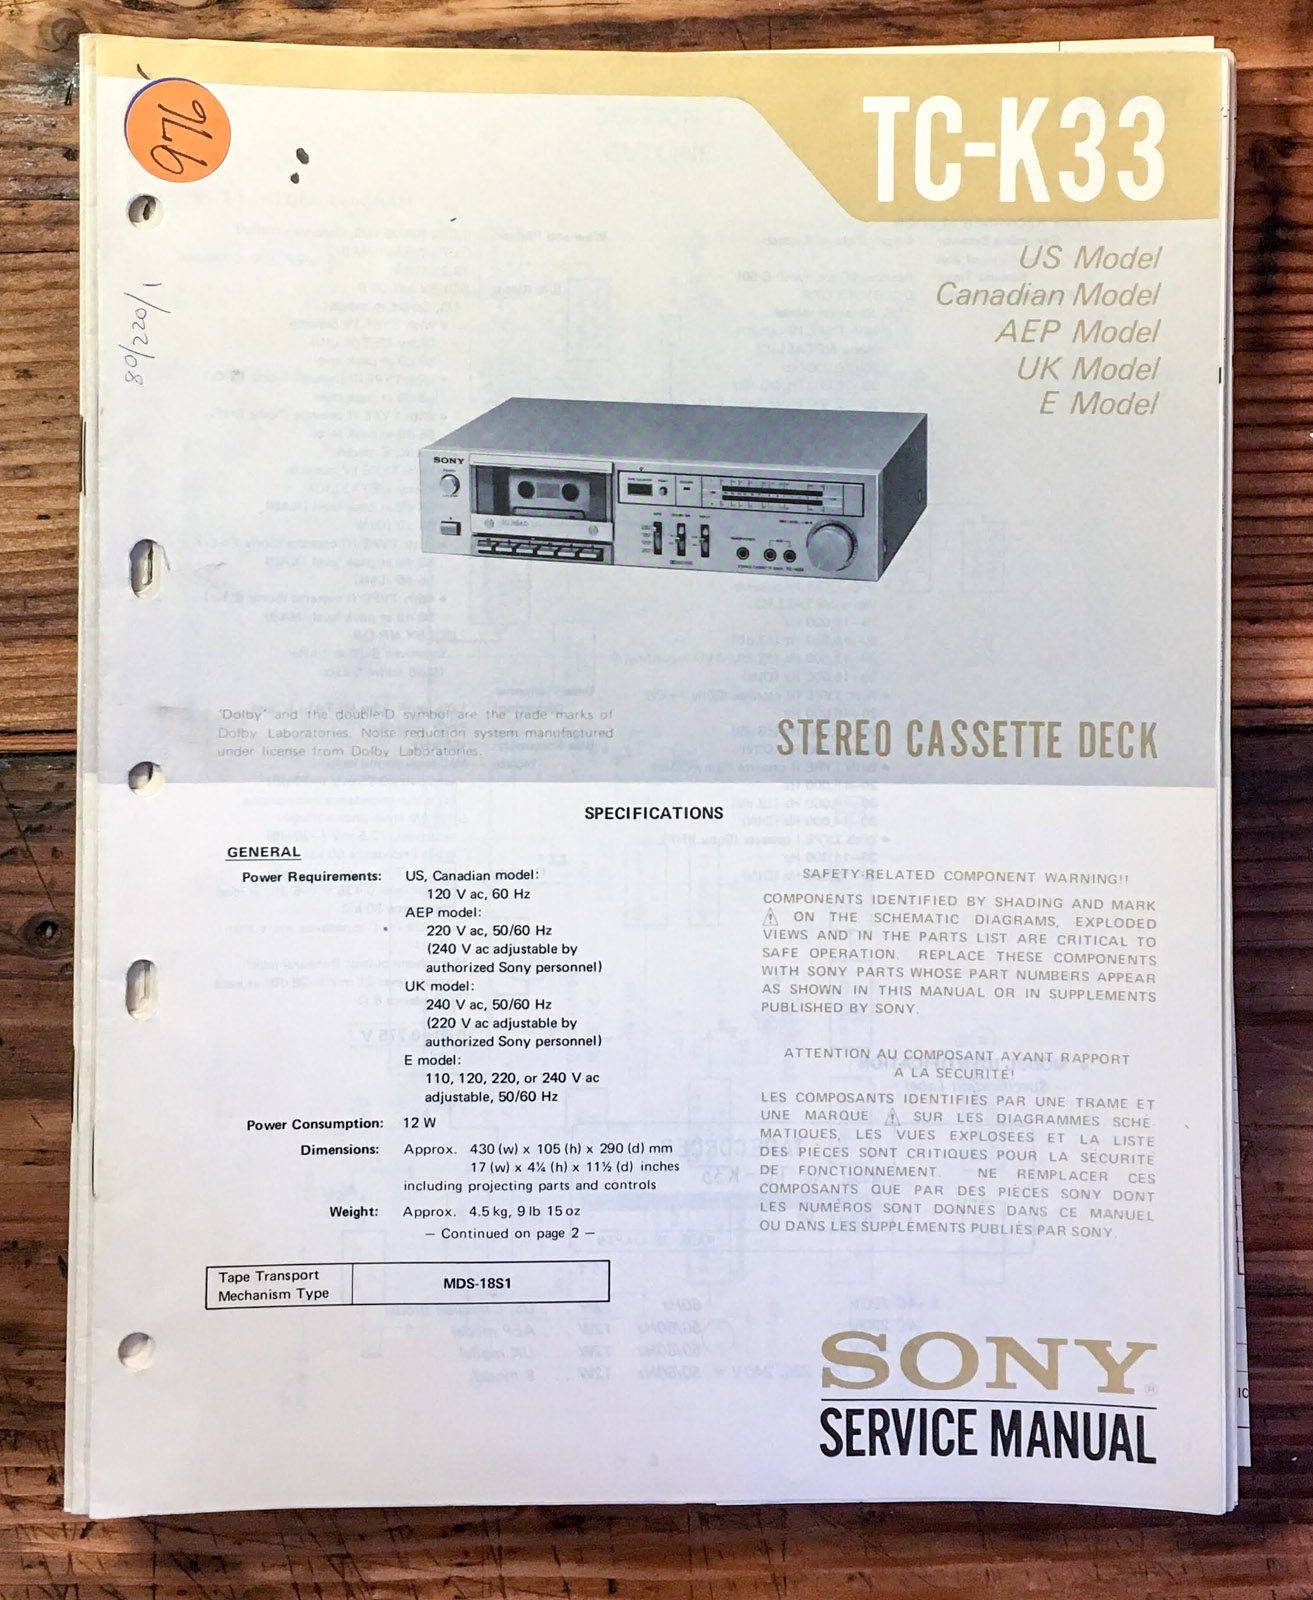 976
80/220/1
TC-K33
US Model
Canadian Model
AEP Model
UK Model
E Model
SONY
"Dolby" and the double-D symbol are the trade marks of
Dolby Laboratories. Noise reduction system manufactured
under license from Dolby Laboratories.
STEREO CASSETTE DECK
SPECIFICATIONS
GENERAL
Power Requirements: US, Canadian model:
120 V ac, 60 Hz
AEP model:
220 V ac, 50/60 Hz
(240 V ac adjustable by
authorized Sony personnel)
UK model:
240 V ac, 50/60 Hz
(220 V ac adjustable by
authorized Sony personnel)
E model:
110, 120, 220, or 240 V ac
adjustable, 50/60 Hz
Power Consumption: 12 W
Dimensions: Approx. 430 (w) x 105 (h) x 290 (d) mm
17 (w) x 4¼ (h) x 11½ (d) inches
including projecting parts and controls
Weight: Approx. 4.5 kg, 9 lb 15 oz
— Continued on page 2 —
Tape Transport
Mechanism Type
MDS-18S1
SAFETY-RELATED COMPONENT WARNING!!
COMPONENTS IDENTIFIED BY SHADING AND MARK
⚠ ON THE SCHEMATIC DIAGRAMS, EXPLODED
VIEWS AND IN THE PARTS LIST ARE CRITICAL TO
SAFE OPERATION. REPLACE THESE COMPONENTS
WITH SONY PARTS WHOSE PART NUMBERS APPEAR
AS SHOWN IN THIS MANUAL OR IN SUPPLEMENTS
PUBLISHED BY SONY.
ATTENTION AU COMPOSANT AYANT RAPPORT
À LA SÉCURITÉ!
LES COMPOSANTS IDENTIFIÉS PAR UNE TRAME ET
UNE MARQUE ⚠ SUR LES DIAGRAMMES SCHÉ-
MATIQUES, LES VUES EXPLOSÉES ET LA LISTE
DES PIÈCES SONT CRITIQUES POUR LA SÉCURITÉ
DE FONCTIONNEMENT. NE REMPLACER CES
COMPOSANTS QUE PAR DES PIÈCES SONY DONT
LES NUMÉROS SONT DONNÉS DANS CE MANUEL
OU DANS LES SUPPLÉMENTS PUBLIÉS PAR SONY.
SONY®
SERVICE MANUAL